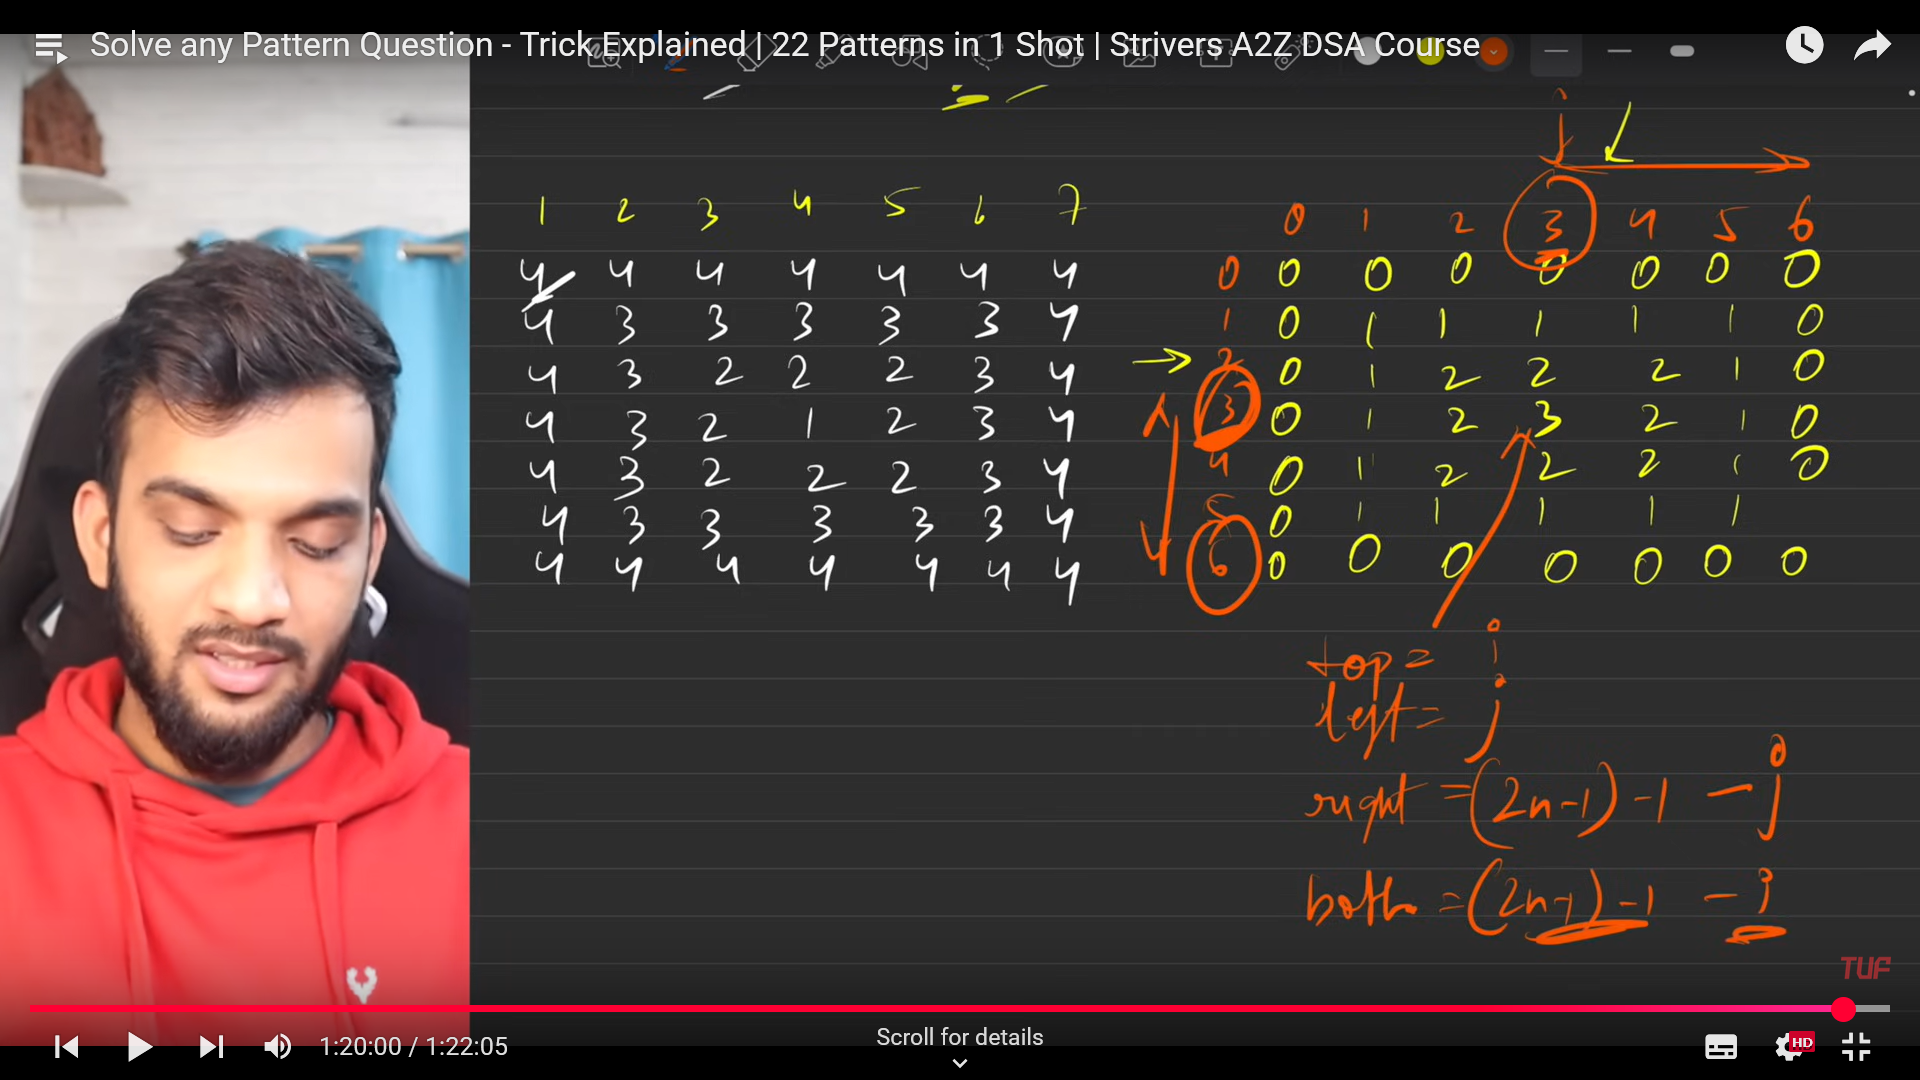 Solve any Pattern Question - Trick Explained | 22 Patterns in 1 Shot | Strivers A2Z DSA Course
1 2 3 4 5 6 7
4 4 4 4 4 4 4
4 3 3 3 3 3 4
4 3 2 2 2 3 4
4 3 2 1 2 3 4
4 3 2 2 2 3 4
4 3 3 3 3 3 4
4 4 4 4 4 4 4
j
0 1 2 3 4 5 6
0 0 0 0 0 0 0 0
1 0 1 1 1 1 1 0
2 0 1 2 2 2 1 0
3 0 1 2 3 2 1 0
4 0 1 2 2 2 1 0
5 0 1 1 1 1 1
6 0 0 0 0 0 0 0
top = i
left = j
right = (2n-1) -1 - j
both = (2n-1) -1 - i
TUF
1:20:00 / 1:22:05
Scroll for details
HD